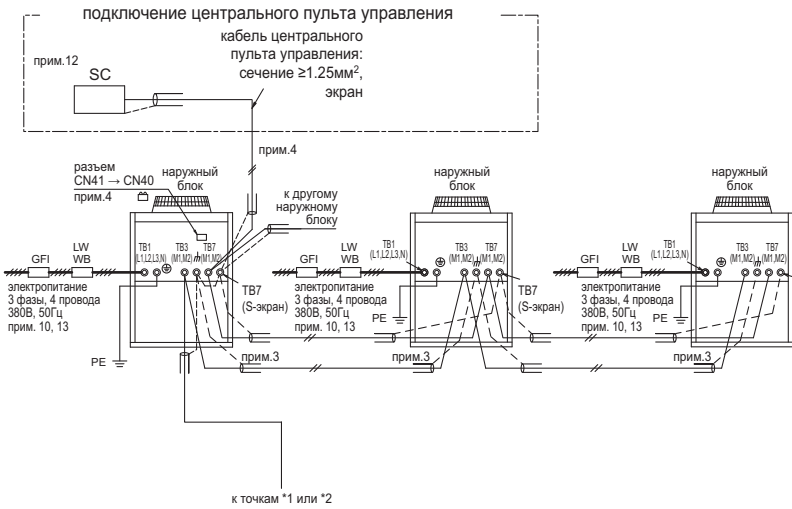 подключение центрального пульта управления
кабель центрального
пульта управления:
сечение ≥1.25мм²,
экран
прим.12
SC
прим.4
разъем
CN41 → CN40
прим.4
наружный
блок
к другому
наружному
блоку
наружный
блок
наружный
блок
GFI
LW
WB
TB1
(L1,L2,L3,N)
TB3
(M1,M2)
TB7
(M1,M2)
TB7
(S-экран)
электропитание
3 фазы, 4 провода
380В, 50Гц
прим. 10, 13
PE
GFI
LW
WB
TB1
(L1,L2,L3,N)
TB3
(M1,M2)
TB7
(M1,M2)
TB7
(S-экран)
электропитание
3 фазы, 4 провода
380В, 50Гц
прим. 10, 13
PE
GFI
LW
WB
TB1
(L1,L2,L3,N)
TB3
(M1,M2)
TB7
(M1,M2)
электропитание
3 фазы, 4 провода
380В, 50Гц
прим. 10, 13
PE
прим.3
прим.3
прим.3
к точкам *1 или *2